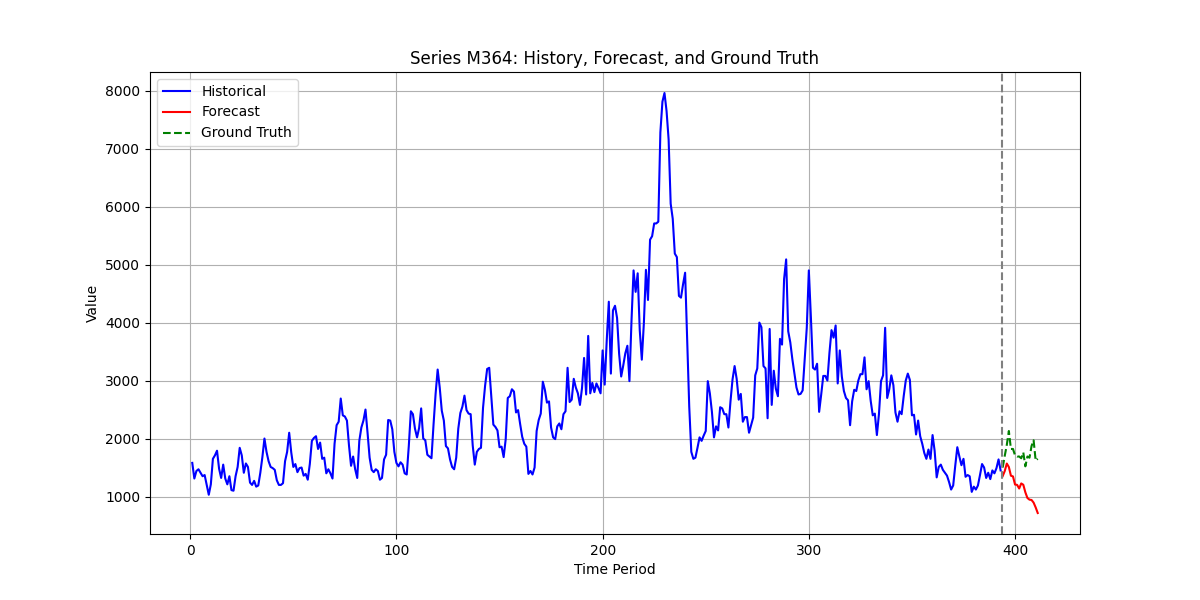 Series M364: History, Forecast, and Ground Truth
Historical
Forecast
Ground Truth
8000
7000
6000
5000
4000
3000
2000
1000
Value
0 100 200 300 400
Time Period